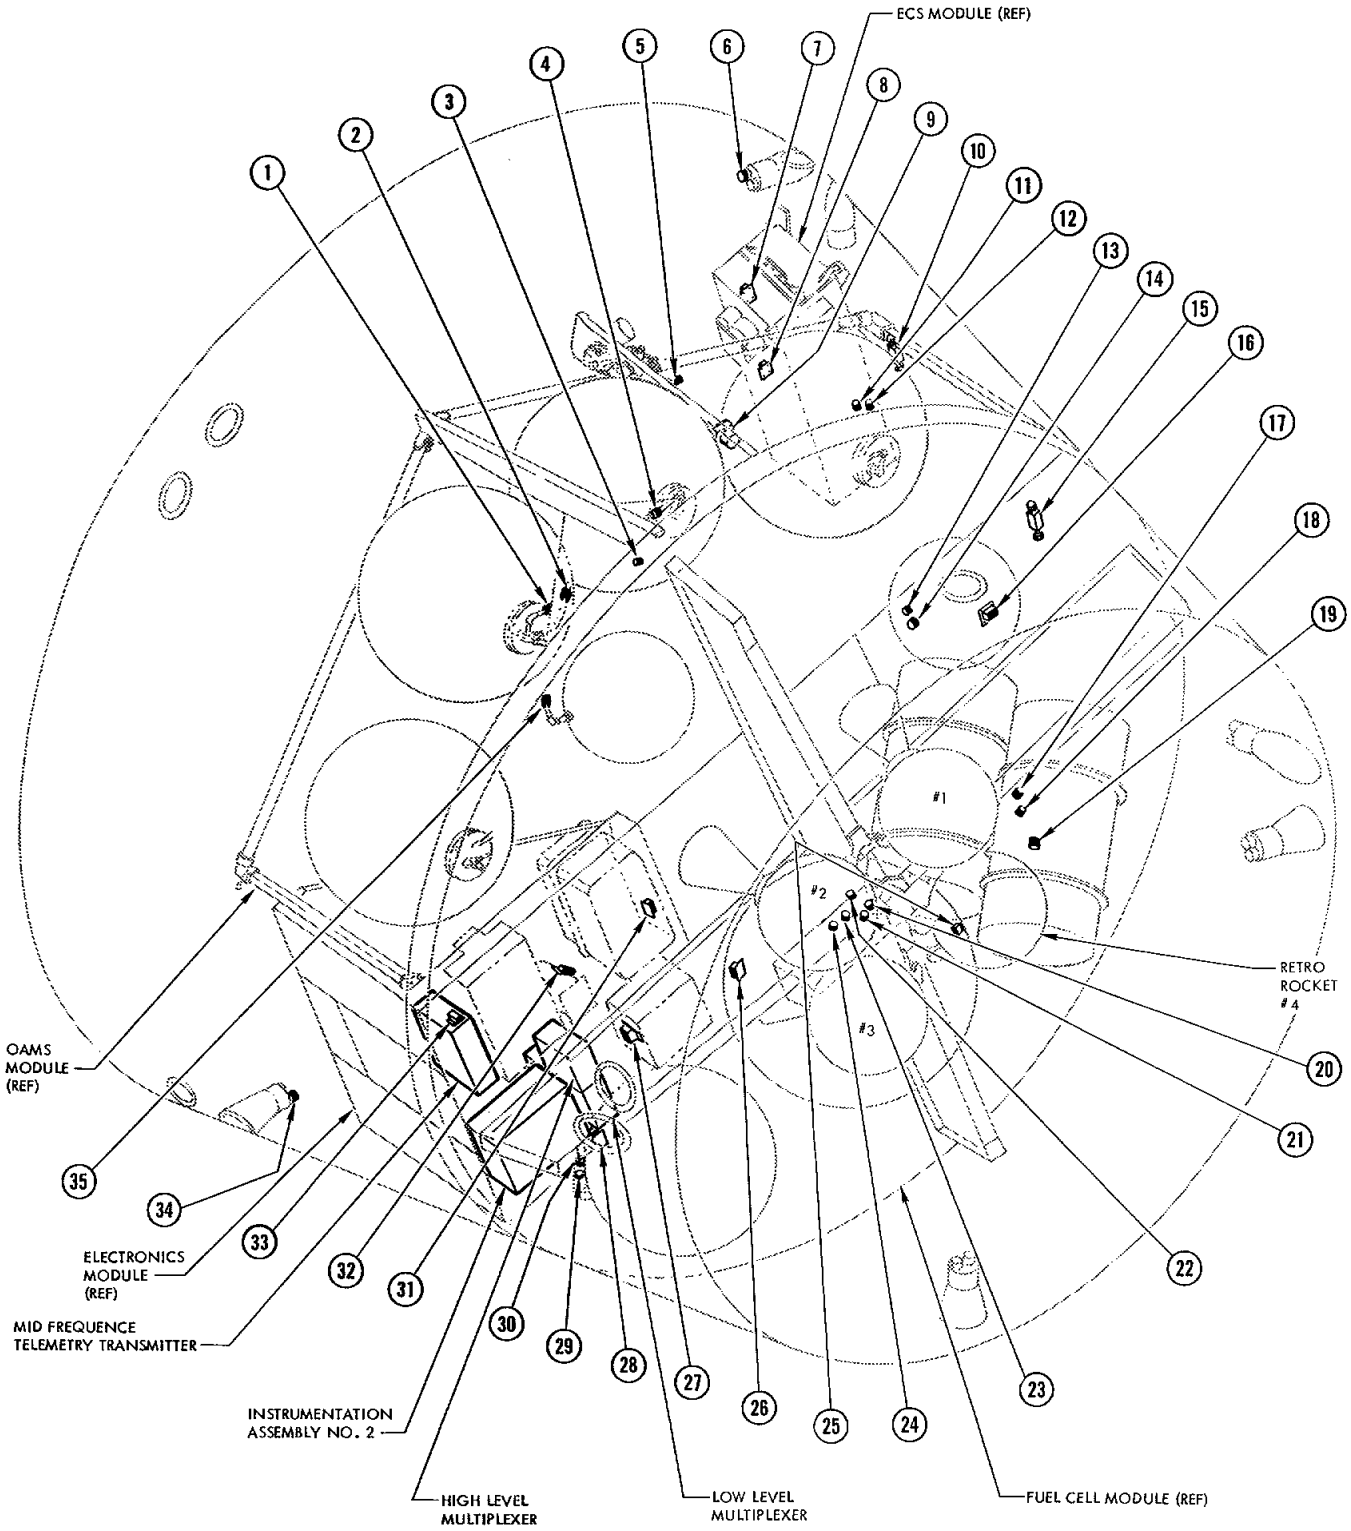 ECS MODULE (REF)
5
6
7
4
8
3
9
2
10
1
11
12
13
14
15
16
17
18
19
#1
#2
RETRO
ROCKET
#4
#3
OAMS
MODULE
(REF)
20
21
35
34
33
32
31
30
29
28
27
26
25
24
23
22
ELECTRONICS
MODULE
(REF)
MID FREQUENCE
TELEMETRY TRANSMITTER
INSTRUMENTATION
ASSEMBLY NO. 2
HIGH LEVEL
MULTIPLEXER
LOW LEVEL
MULTIPLEXER
FUEL CELL MODULE (REF)